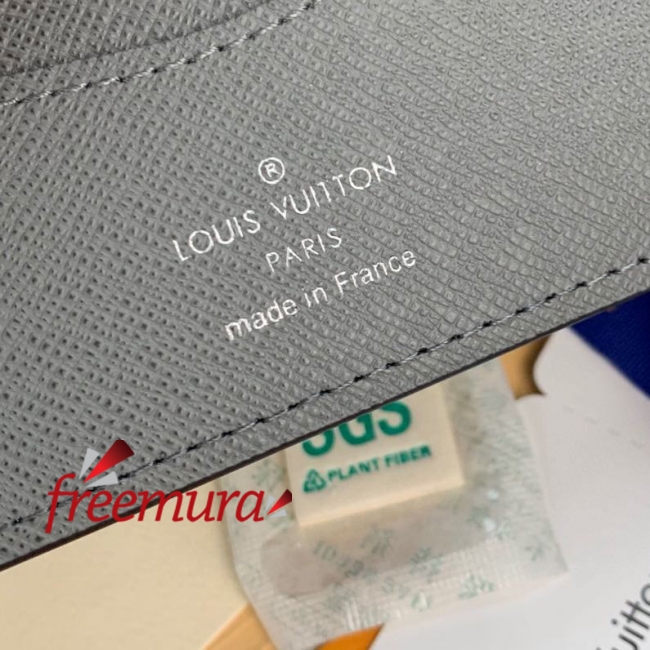 ®
LOUIS VUITTON
PARIS
made in France
SGS
PLANT FIBER
freemura